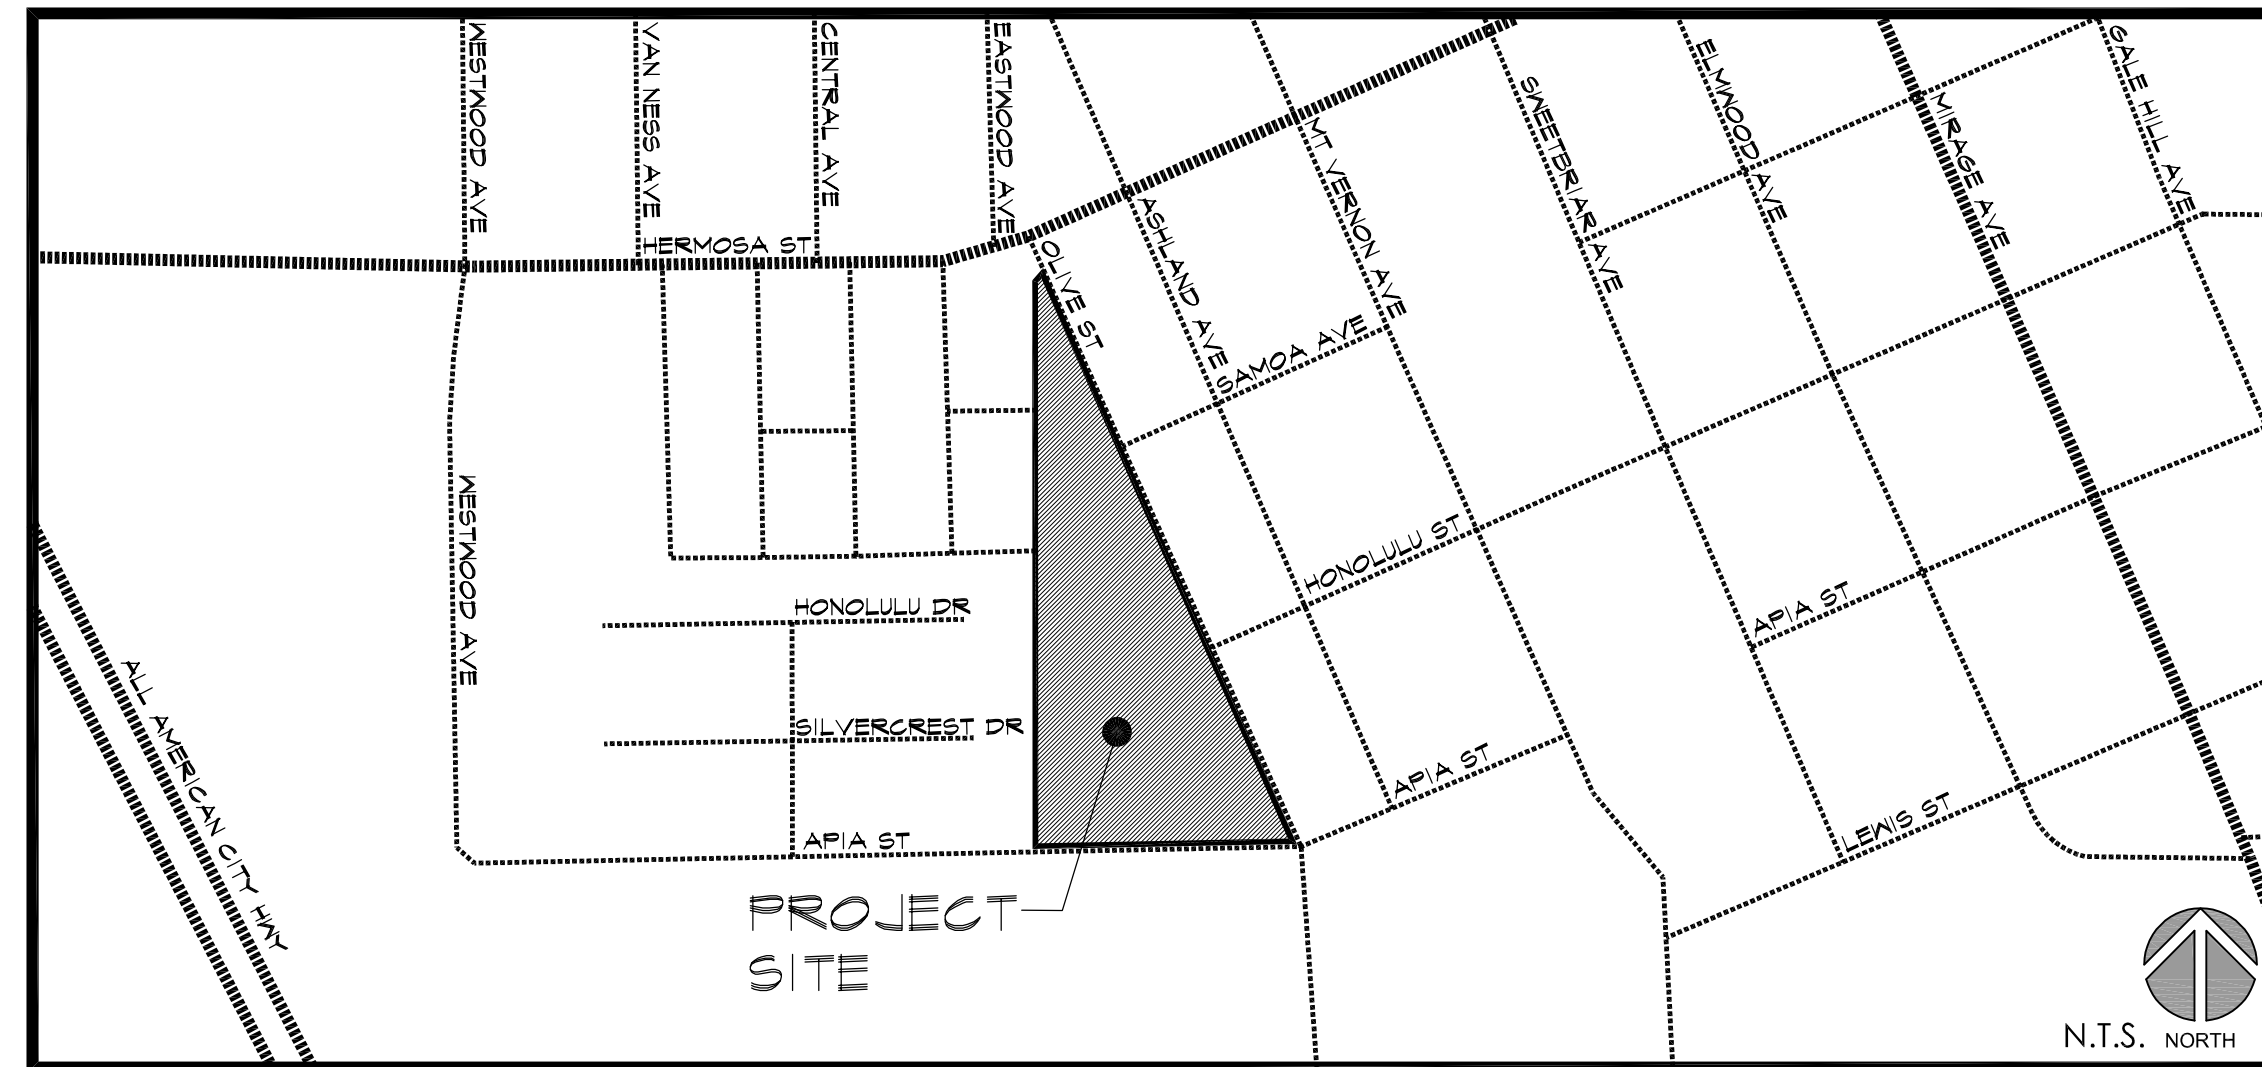 WESTWOOD AVE
VAN NESS AVE
CENTRAL AVE
EASTWOOD AVE
HERMOSA ST
OLIVE ST
ASHLAND AVE
MT VERNON AVE
SWEETBRIAR AVE
ELMWOOD AVE
MIRAGE AVE
SALE HILL AVE
SAMOA AVE
WESTWOOD AVE
HONOLULU ST
HONOLULU DR
APIA ST
SILVERCREST DR
APIA ST
APIA ST
LEWIS ST
ALL AMERICAN CITY HWY
PROJECT
SITE
N.T.S.
NORTH